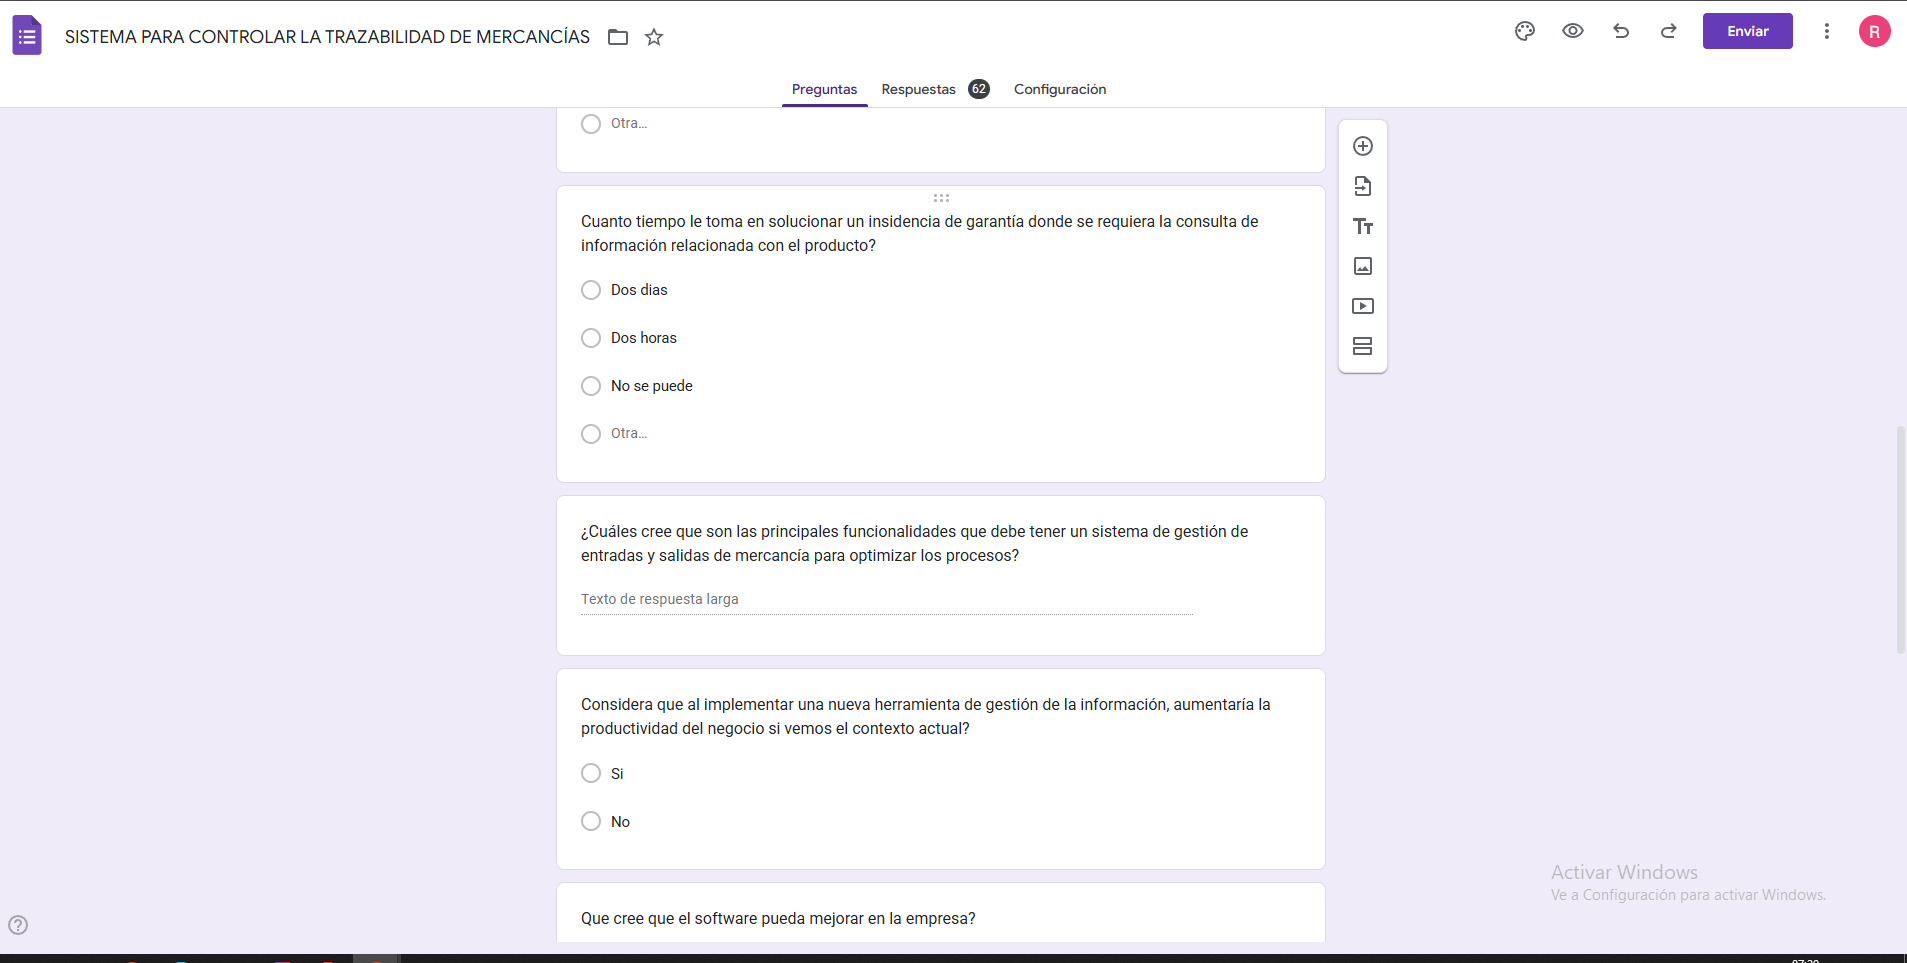 SISTEMA PARA CONTROLAR LA TRAZABILIDAD DE MERCANCÍAS
Enviar
R
Preguntas
Respuestas 62
Configuración
Otra...
Cuanto tiempo le toma en solucionar un insidencia de garantía donde se requiera la consulta de
información relacionada con el producto?
Dos dias
Dos horas
No se puede
Otra...
¿Cuáles cree que son las principales funcionalidades que debe tener un sistema de gestión de
entradas y salidas de mercancía para optimizar los procesos?
Texto de respuesta larga
Considera que al implementar una nueva herramienta de gestión de la información, aumentaría la
productividad del negocio si vemos el contexto actual?
Si
No
Que cree que el software pueda mejorar en la empresa?
Activar Windows
Ve a Configuración para activar Windows.